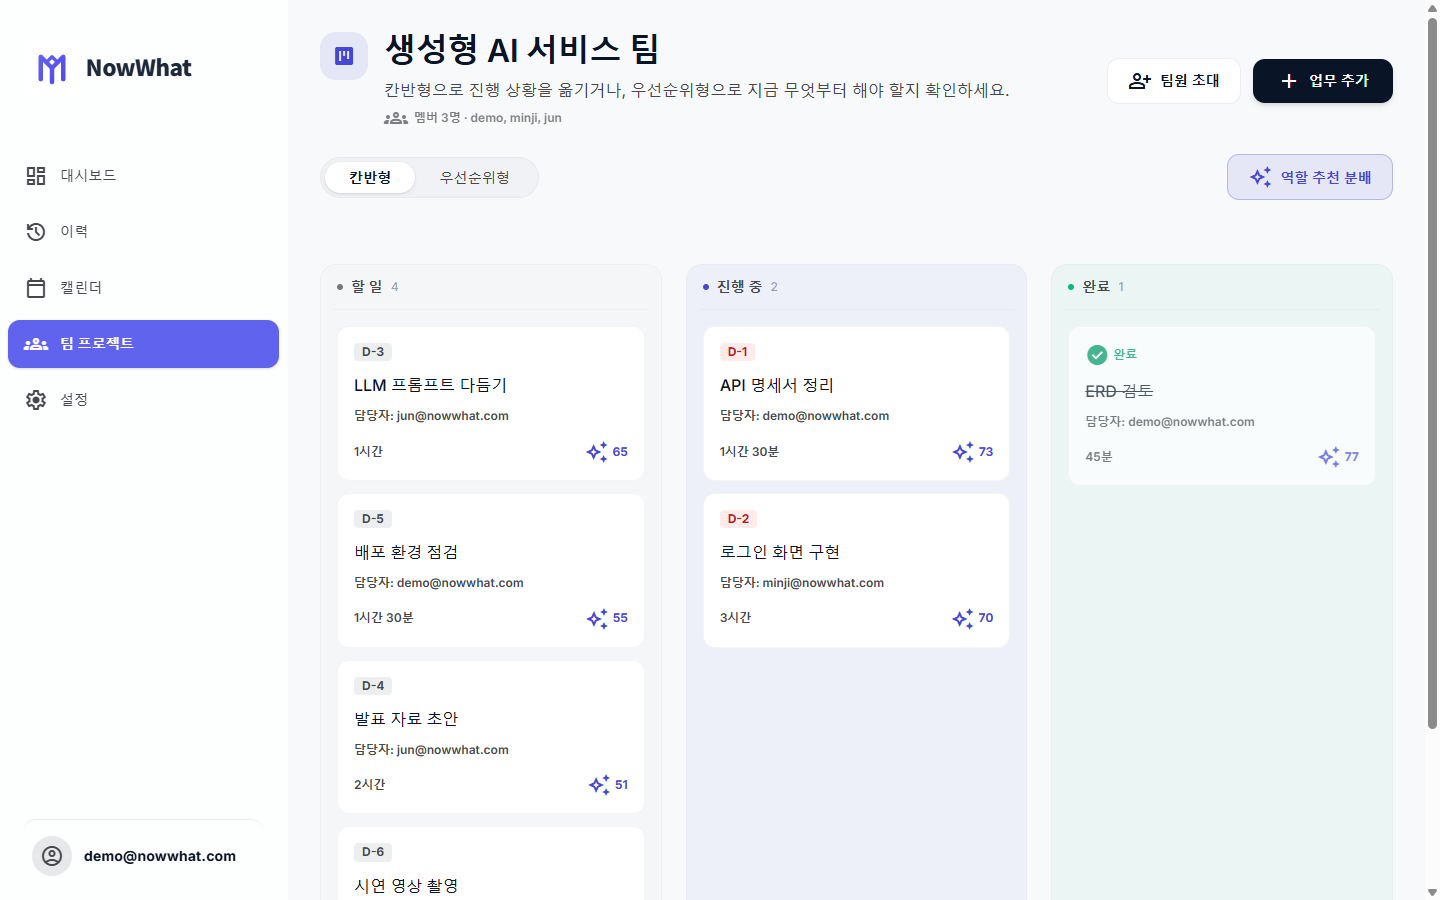 NowWhat
대시보드
이력
캘린더
팀 프로젝트
설정
demo@nowwhat.com
생성형 AI 서비스 팀
칸반형으로 진행 상황을 옮기거나, 우선순위형으로 지금 무엇부터 해야 할지 확인하세요.
멤버 3명 · demo, minji, jun
팀원 초대
업무 추가
칸반형
우선순위형
역할 추천 분배
할 일 4
D-3
LLM 프롬프트 다듬기
담당자: jun@nowwhat.com
1시간 65
D-5
배포 환경 점검
담당자: demo@nowwhat.com
1시간 30분 55
D-4
발표 자료 초안
담당자: jun@nowwhat.com
2시간 51
D-6
시연 영상 촬영
진행 중 2
D-1
API 명세서 정리
담당자: demo@nowwhat.com
1시간 30분 73
D-2
로그인 화면 구현
담당자: minji@nowwhat.com
3시간 70
완료 1
완료
ERD 검토
담당자: demo@nowwhat.com
45분 77